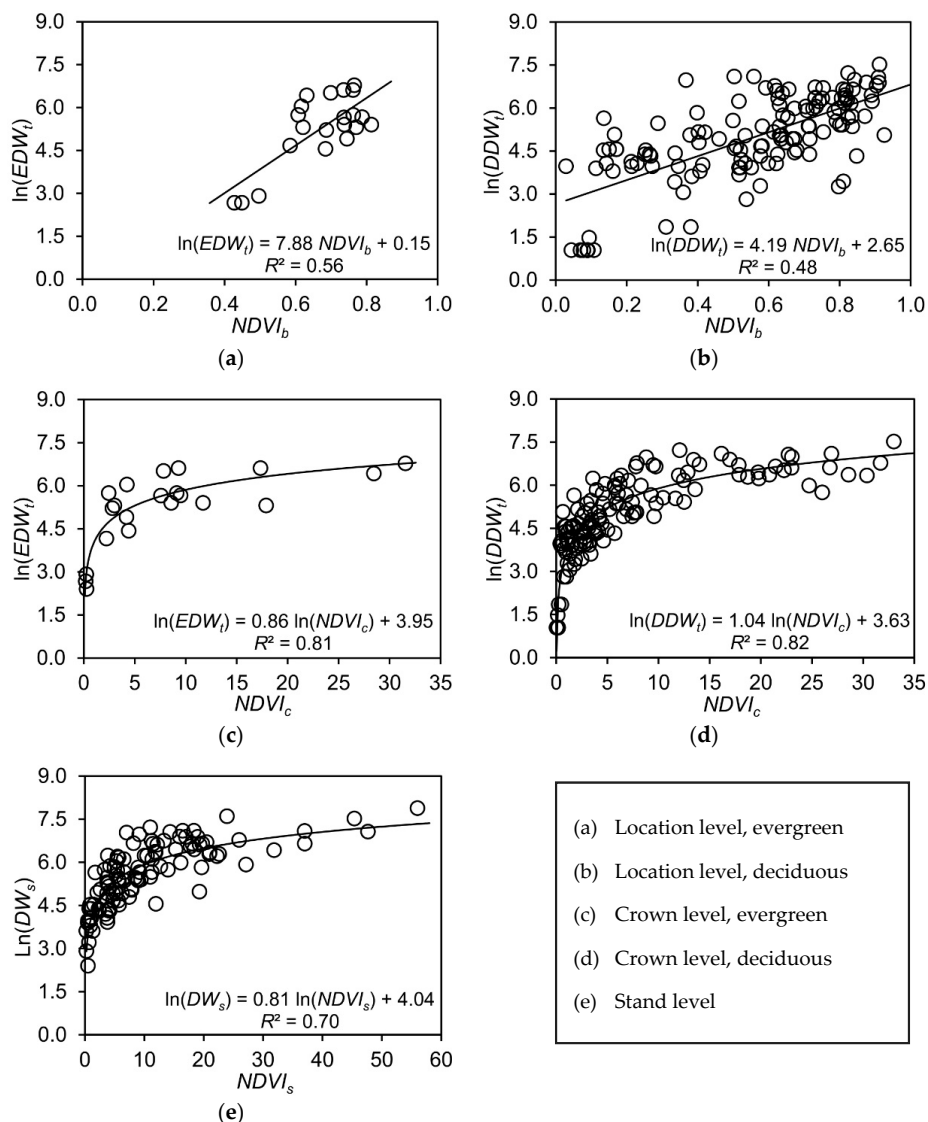 9.0
7.5
6.0
4.5
3.0
1.5
0.0
ln(EDWₜ)
ln(EDWₜ) = 7.88 NDVI_b + 0.15
R² = 0.56
0.0 0.2 0.4 0.6 0.8 1.0
NDVI_b
(a)
9.0
7.5
6.0
4.5
3.0
1.5
0.0
ln(DDWₜ)
ln(DDWₜ) = 4.19 NDVI_b + 2.65
R² = 0.48
0.0 0.2 0.4 0.6 0.8 1.0
NDVI_b
(b)
9.0
7.5
6.0
4.5
3.0
1.5
0.0
ln(EDWₜ)
ln(EDWₜ) = 0.86 ln(NDVI_c) + 3.95
R² = 0.81
0 5 10 15 20 25 30 35
NDVI_c
(c)
9.0
7.5
6.0
4.5
3.0
1.5
0.0
ln(DDWₜ)
ln(DDWₜ) = 1.04 ln(NDVI_c) + 3.63
R² = 0.82
0 5 10 15 20 25 30 35
NDVI_c
(d)
9.0
7.5
6.0
4.5
3.0
1.5
0.0
Ln(DWₛ)
ln(DWₛ) = 0.81 ln(NDVIₛ) + 4.04
R² = 0.70
0 10 20 30 40 50 60
NDVIₛ
(e)
(a) Location level, evergreen
(b) Location level, deciduous
(c) Crown level, evergreen
(d) Crown level, deciduous
(e) Stand level